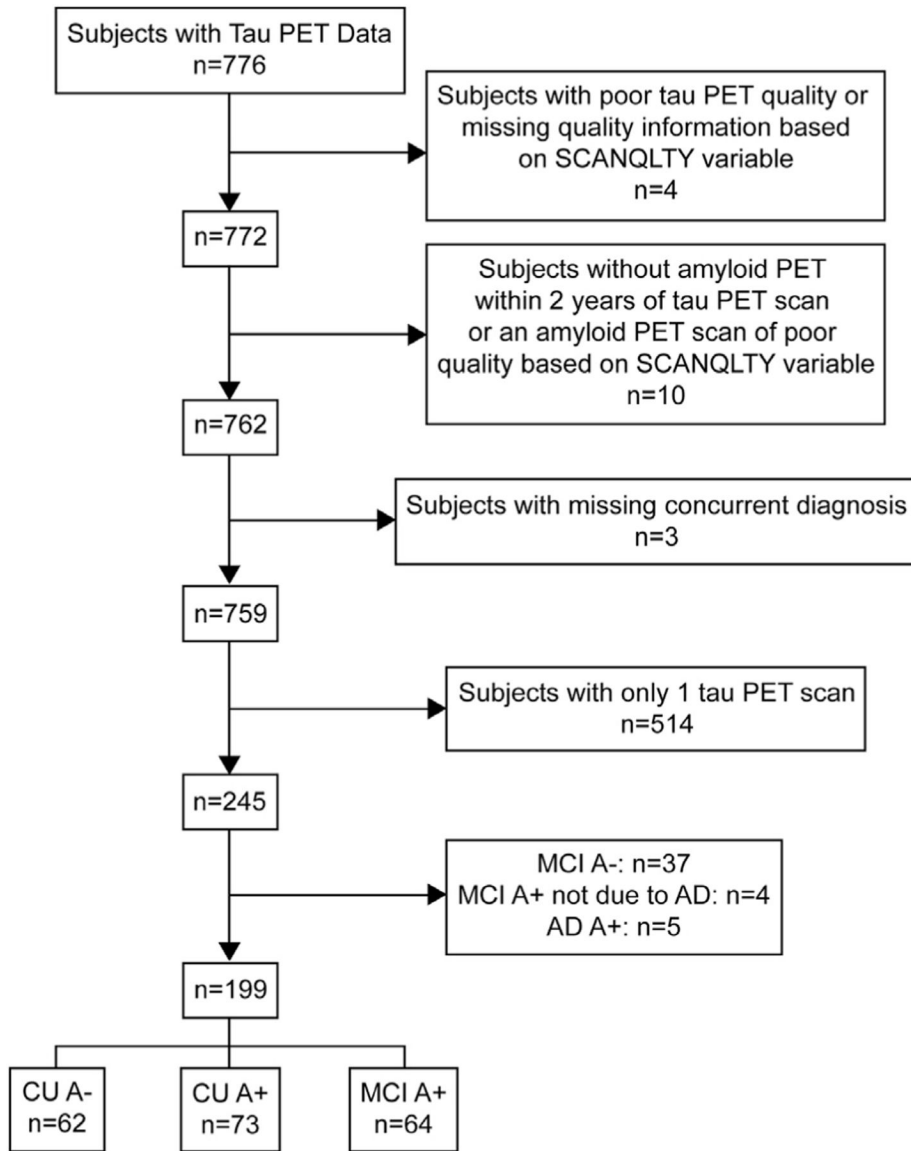 Subjects with Tau PET Data
n=776
Subjects with poor tau PET quality or
missing quality information based
on SCANQLTY variable
n=4
n=772
Subjects without amyloid PET
within 2 years of tau PET scan
or an amyloid PET scan of poor
quality based on SCANQLTY variable
n=10
n=762
Subjects with missing concurrent diagnosis
n=3
n=759
Subjects with only 1 tau PET scan
n=514
n=245
MCI A-: n=37
MCI A+ not due to AD: n=4
AD A+: n=5
n=199
CU A-
n=62
CU A+
n=73
MCI A+
n=64